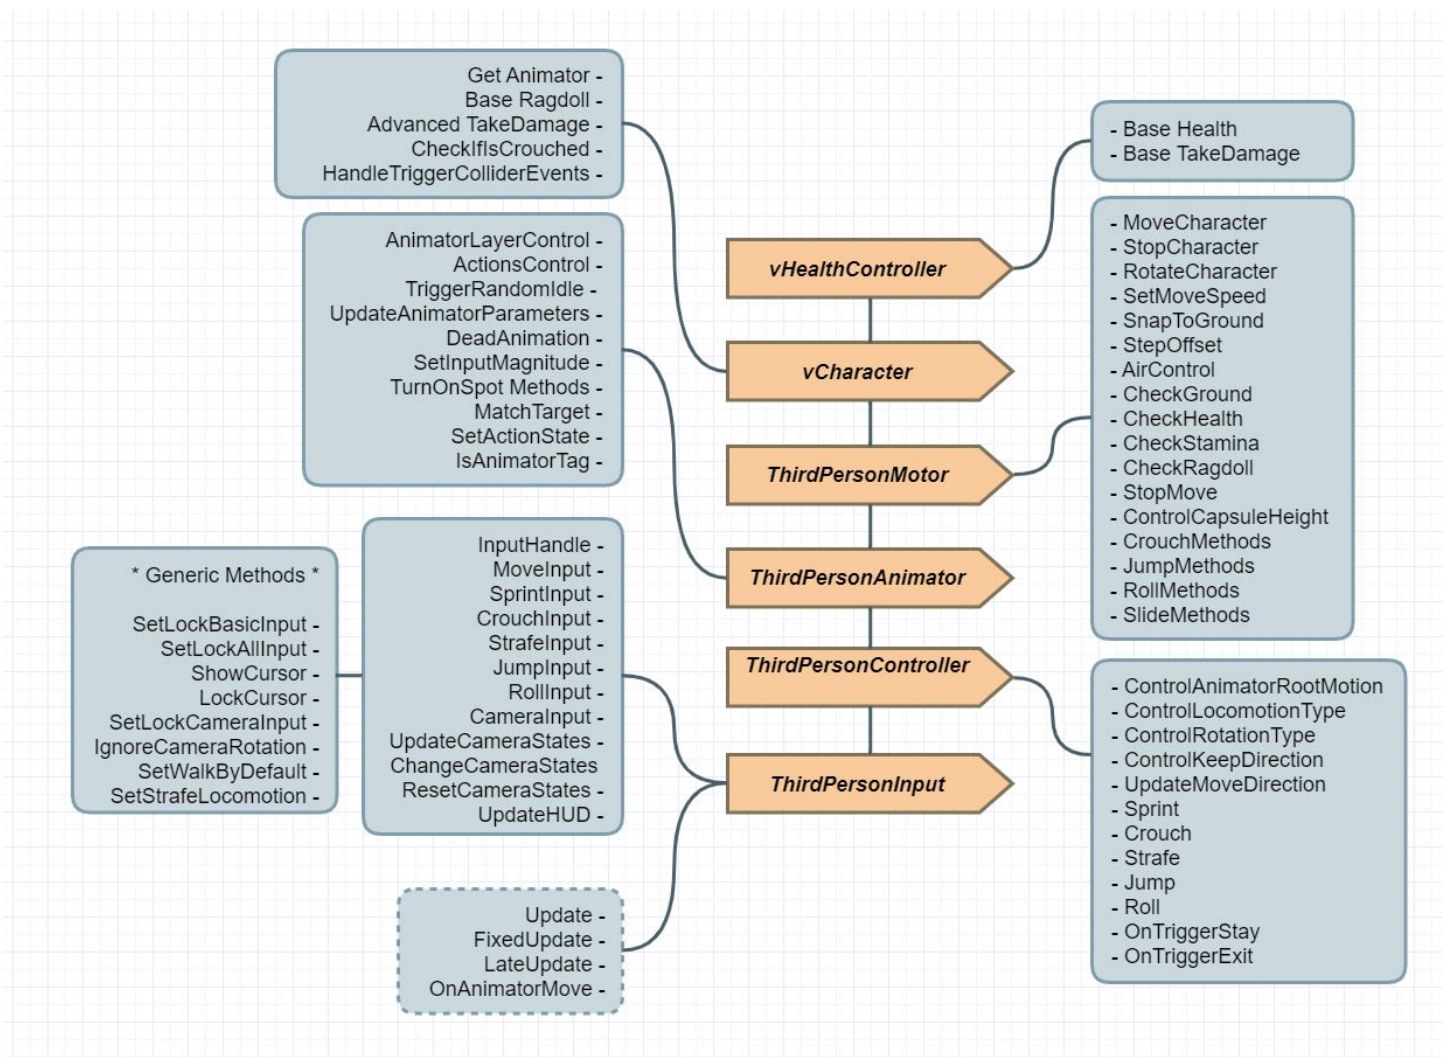 Get Animator -
Base Ragdoll -
Advanced TakeDamage -
CheckIfIsCrouched -
HandleTriggerColliderEvents -
AnimatorLayerControl -
ActionsControl -
TriggerRandomIdle -
UpdateAnimatorParameters -
DeadAnimation -
SetInputMagnitude -
TurnOnSpot Methods -
MatchTarget -
SetActionState -
IsAnimatorTag -
* Generic Methods *
SetLockBasicInput -
SetLockAllInput -
ShowCursor -
LockCursor -
SetLockCameraInput -
IgnoreCameraRotation -
SetWalkByDefault -
SetStrafeLocomotion -
InputHandle -
MoveInput -
SprintInput -
CrouchInput -
StrafeInput -
JumpInput -
RollInput -
CameraInput -
UpdateCameraStates -
ChangeCameraStates
ResetCameraStates -
UpdateHUD -
Update -
FixedUpdate -
LateUpdate -
OnAnimatorMove -
vHealthController
vCharacter
ThirdPersonMotor
ThirdPersonAnimator
ThirdPersonController
ThirdPersonInput
- Base Health
- Base TakeDamage
- MoveCharacter
- StopCharacter
- RotateCharacter
- SetMoveSpeed
- SnapToGround
- StepOffset
- AirControl
- CheckGround
- CheckHealth
- CheckStamina
- CheckRagdoll
- StopMove
- ControlCapsuleHeight
- CrouchMethods
- JumpMethods
- RollMethods
- SlideMethods
- ControlAnimatorRootMotion
- ControlLocomotionType
- ControlRotationType
- ControlKeepDirection
- UpdateMoveDirection
- Sprint
- Crouch
- Strafe
- Jump
- Roll
- OnTriggerStay
- OnTriggerExit